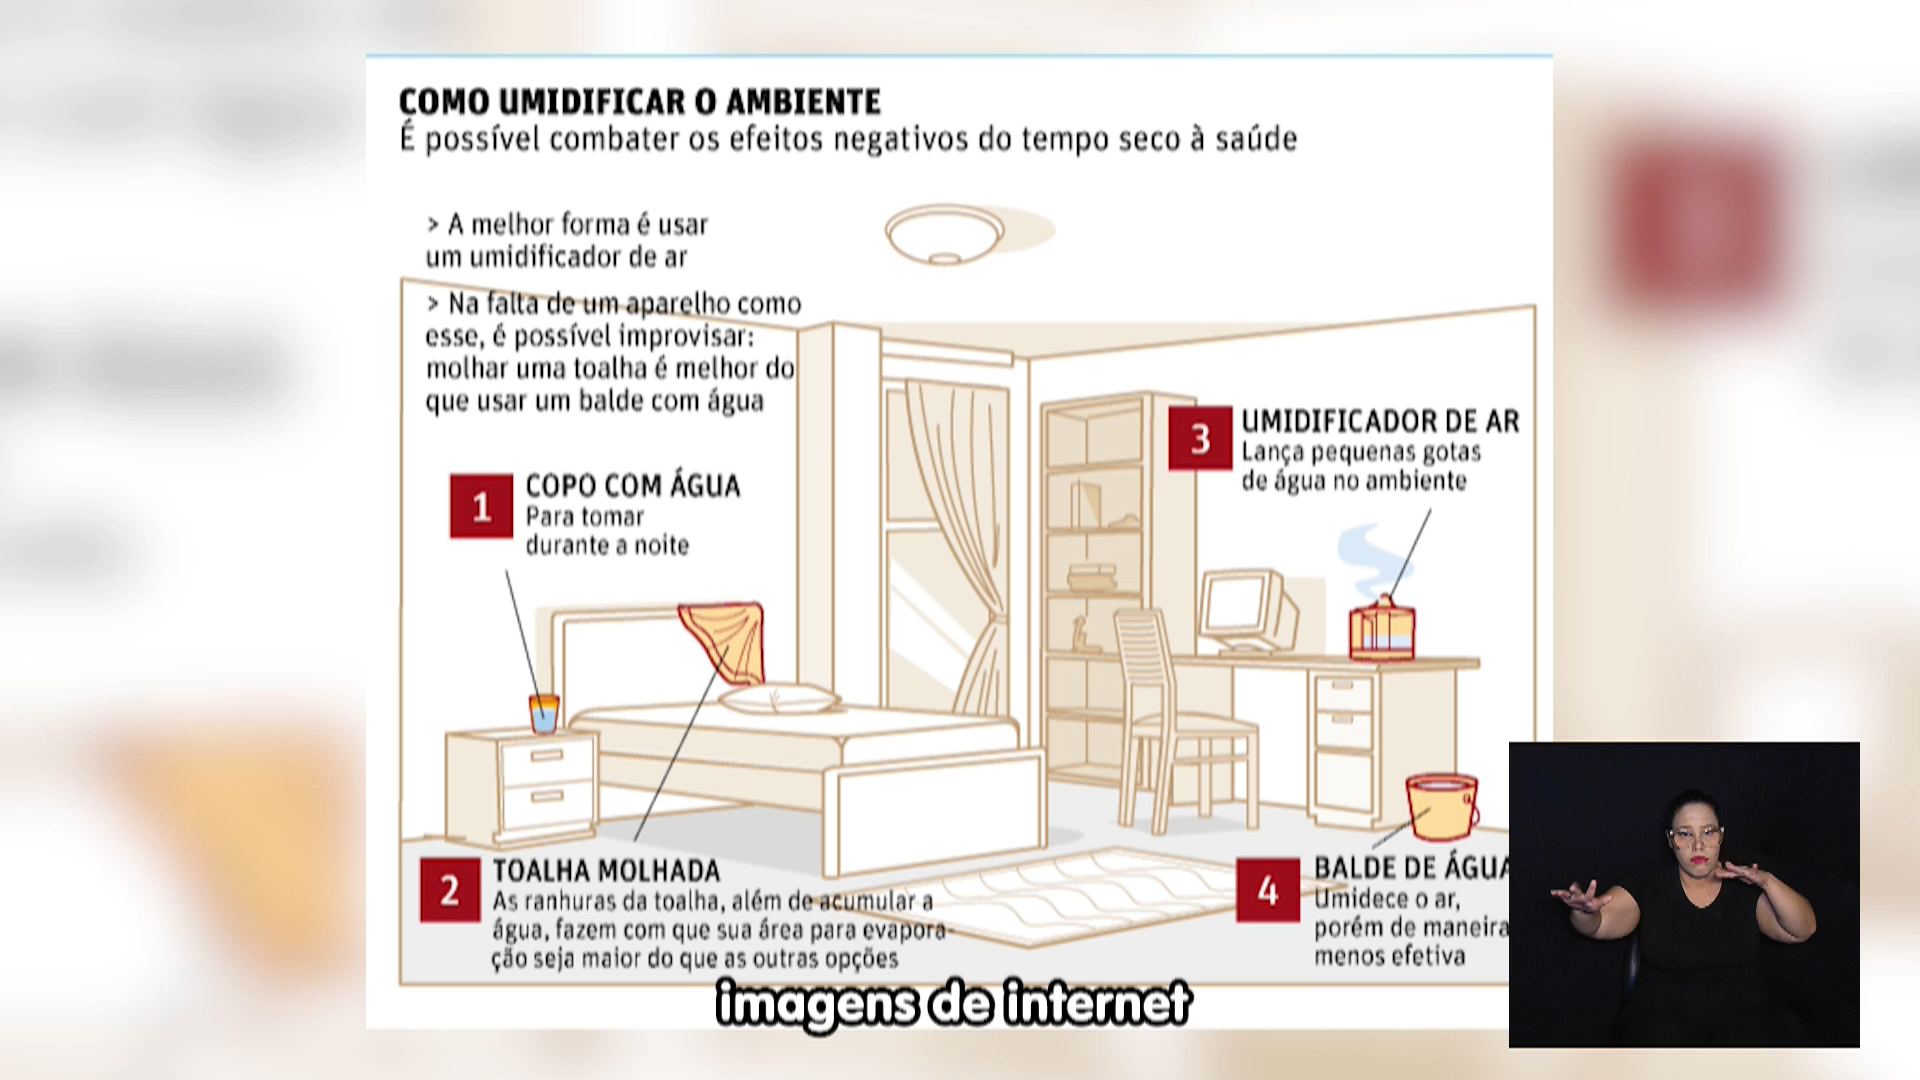 COMO UMIDIFICAR O AMBIENTE
É possível combater os efeitos negativos do tempo seco à saúde
> A melhor forma é usar
um umidificador de ar
> Na falta de um aparelho como
esse, é possível improvisar:
molhar uma toalha é melhor do
que usar um balde com água
1
COPO COM ÁGUA
Para tomar
durante a noite
3
UMIDIFICADOR DE AR
Lança pequenas gotas
de água no ambiente
2
TOALHA MOLHADA
As ranhuras da toalha, além de acumular a
água, fazem com que sua área para evapora-
ção seja maior do que as outras opções
4
BALDE DE ÁGUA
Umidece o ar,
porém de maneira
menos efetiva
imagens de internet